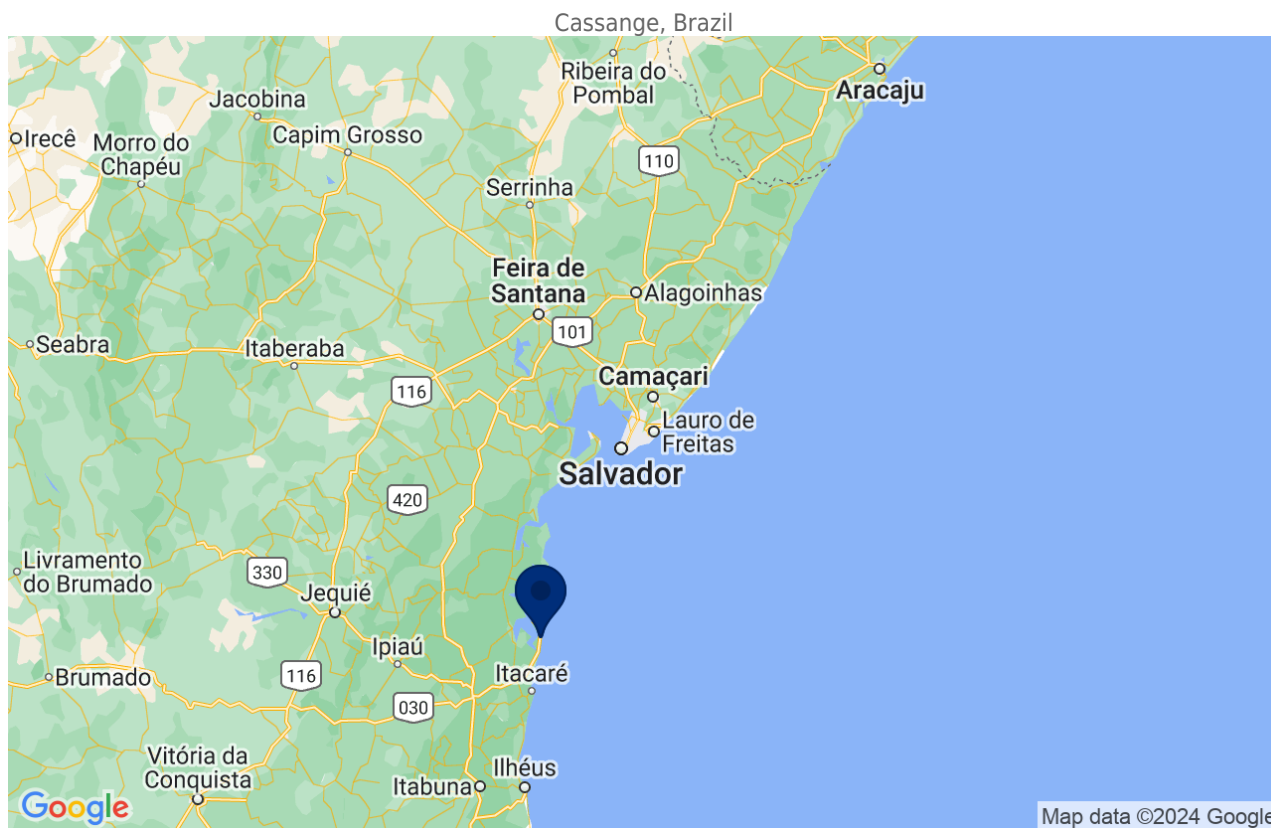 Cassange, Brazil
Ribeira do
Pombal
Aracaju
Jacobina
Irecê
Morro do
Chapéu
Capim Grosso
110
Serrinha
Feira de
Santana
Alagoinhas
101
Seabra
Itaberaba
116
Camaçari
Lauro de
Freitas
Salvador
420
Livramento
do Brumado
330
Jequié
Ipiaú
116
Itacaré
Brumado
030
Vitória da
Conquista
Itabuna
Ilhéus
Google
Map data ©2024 Google